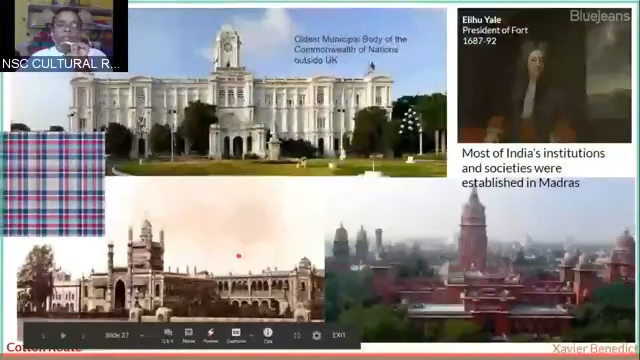 NSC CULTURAL R...
Oldest Municipal Body of the
Commonwealth of Nations
outside UK
Elihu Yale
President of Fort
1687-92
BlueJeans
Most of India's institutions
and societies were
established in Madras
Slide 27
EXIT
Cotton Route
Xavier Benedict